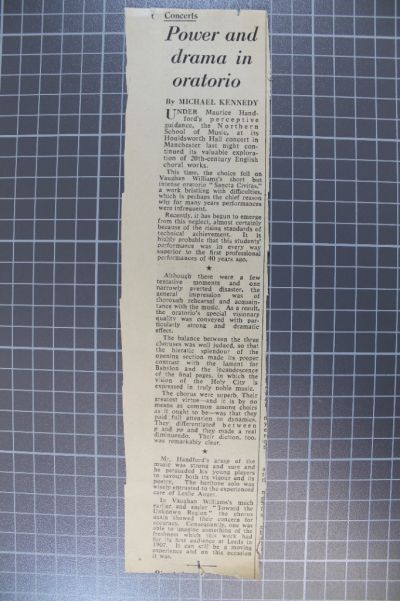 Concerts
Power and
drama in
oratorio
By MICHAEL KENNEDY
UNDER Maurice Hand-
ford's perceptive
guidance, the Northern
School of Music, at its
Houldsworth Hall concert in
Manchester last night con-
tinued its valuable explora-
tion of 20th-century English
choral works.
This time, the choice fell on
Vaughan Williams's short but
intense oratorio "Sancta Civitas,"
a work bristling with difficulties,
which is perhaps the chief reason
why for many years performances
were infrequent.
Recently, it has begun to emerge
from this neglect, almost certainly
because of the rising standards of
technical achievement. It is
highly probable that this students'
performance was in every way
superior to the first professional
performances of 40 years ago.
★
Although there were a few
tentative moments and one
narrowly averted disaster, the
general impression was of
thorough rehearsal and acquain-
tance with the music. As a result,
the oratorio's special visionary
quality was conveyed with par-
ticularly strong and dramatic
effect.
The balance between the three
choruses was well judged, so that
the hieratic splendour of the
opening section made its proper
contrast with the lament for
Babylon and the incandescence
of the final pages, in which the
vision of the Holy City is
expressed in truly noble music.
The chorus were superb. Their
greatest virtue—and it is by no
means as common among choirs
as it ought to be—was that they
paid full attention to dynamics.
They differentiated between
p and pp and they made a real
diminuendo. Their diction, too,
was remarkably clear.
★
Mr. Handford's grasp of the
music was strong and sure and
he persuaded his young players
to savour both its vigour and its
poetry. The baritone solo was
wisely entrusted to the experienced
care of Leslie Auger.
In Vaughan Williams's much
earlier and easier "Toward the
Unknown Region" the chorus
again showed their concern for
accuracy. Consequently, one was
able to imagine something of the
freshness which this work had
for its first audience at Leeds in
1907. It can still be a moving
experience and on this occasion
it was.